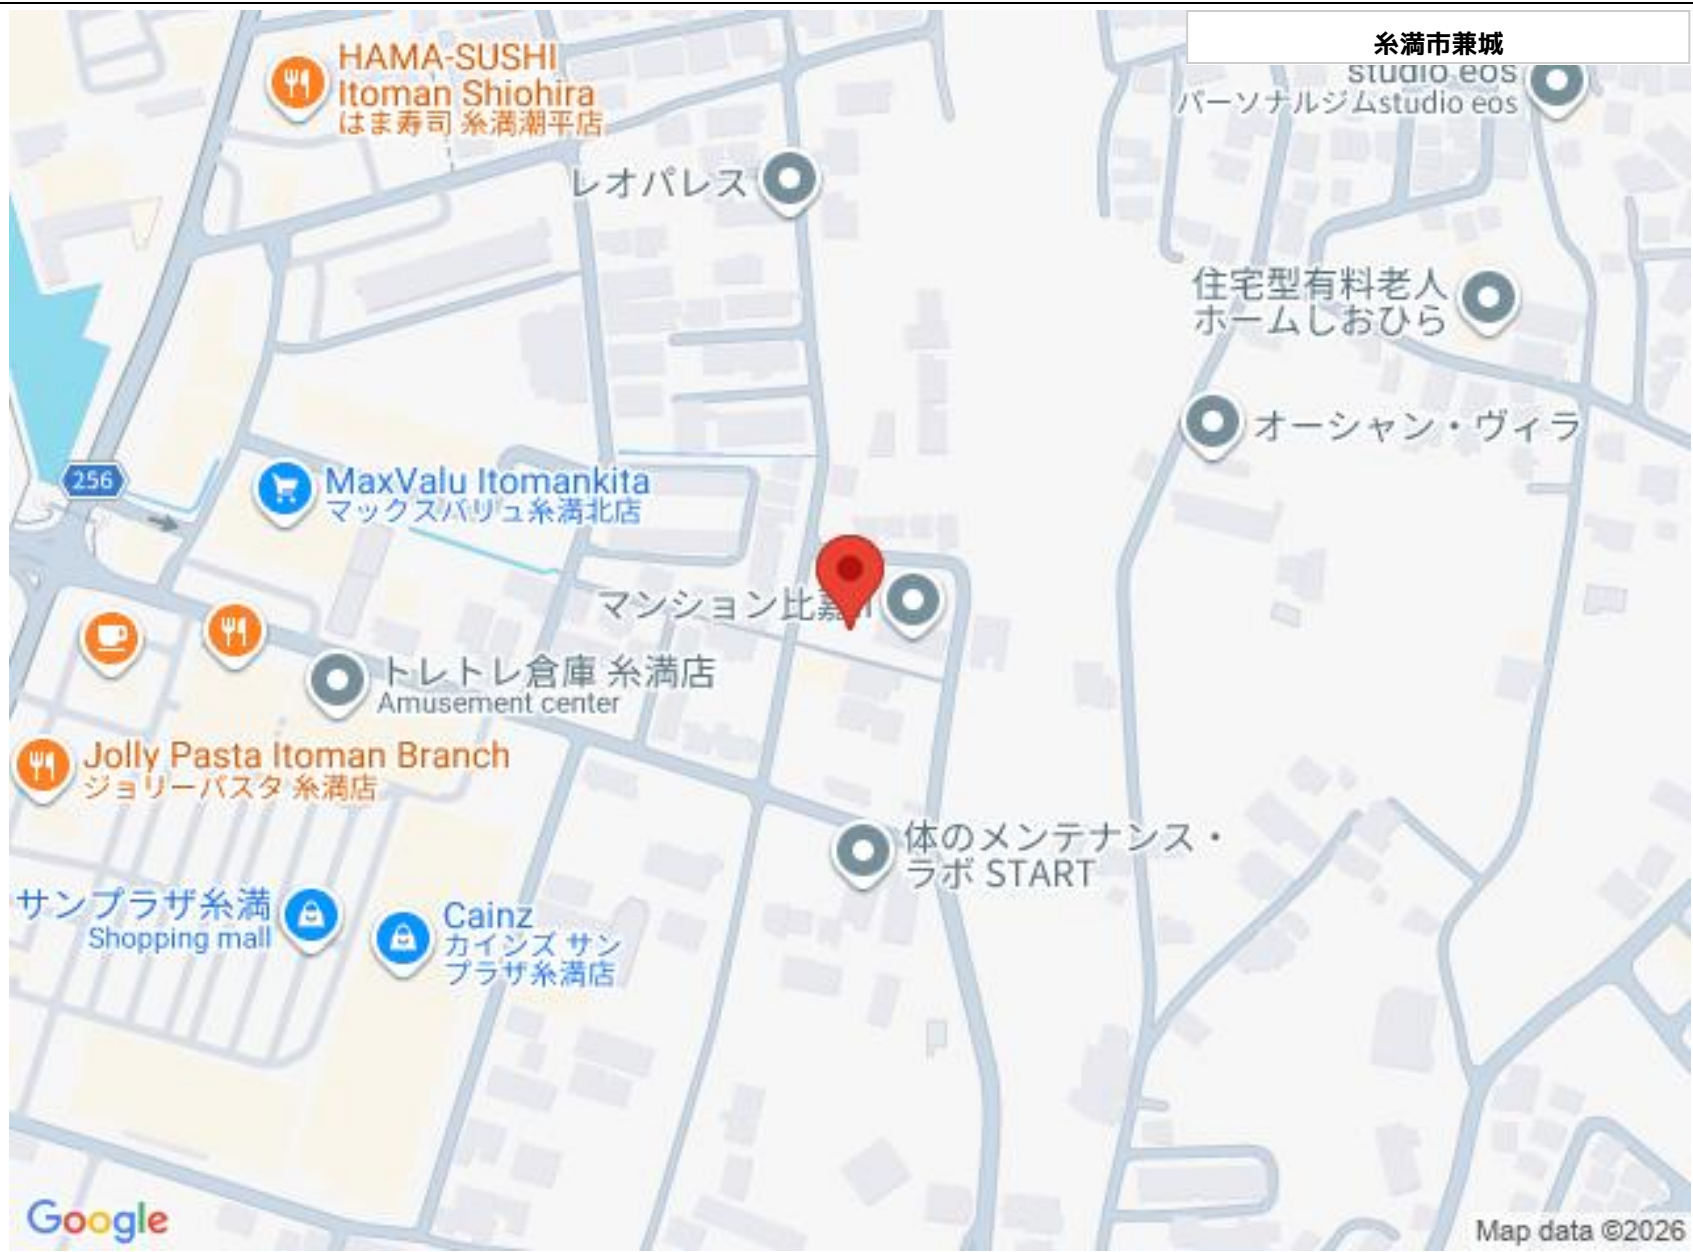 糸満市兼城
HAMA-SUSHI
Itoman Shiohira
はま寿司 糸満潮平店
studio eos
パーソナルジムstudio eos
レオパレス
住宅型有料老人
ホームしおひら
オーシャン・ヴィラ
256
MaxValu Itomankita
マックスバリュ糸満北店
マンション比嘉
トレトレ倉庫 糸満店
Amusement center
Jolly Pasta Itoman Branch
ジョリーパスタ 糸満店
体のメンテナンス・
ラボ START
サンプラザ糸満
Shopping mall
Cainz
カインズ サン
プラザ糸満店
Google
Map data ©2026